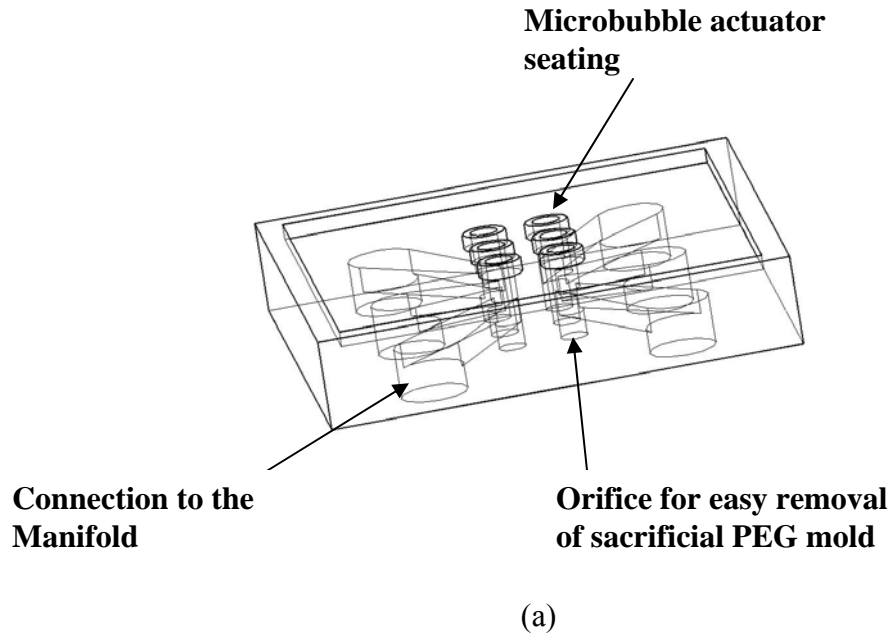 Microbubble actuator
seating
Connection to the
Manifold
Orifice for easy removal
of sacrificial PEG mold
(a)